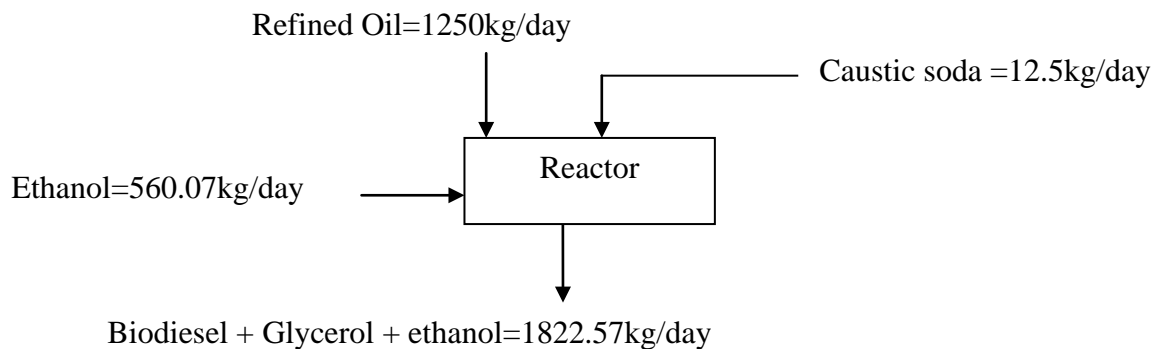 Refined Oil=1250kg/day
Caustic soda =12.5kg/day
Reactor
Ethanol=560.07kg/day
Biodiesel + Glycerol + ethanol=1822.57kg/day